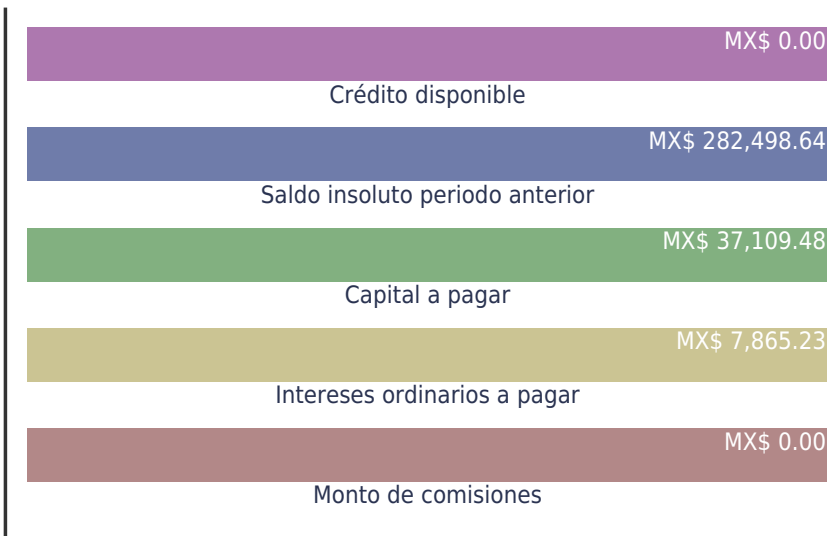 MX$ 0.00
Crédito disponible
MX$ 282,498.64
Saldo insoluto periodo anterior
MX$ 37,109.48
Capital a pagar
MX$ 7,865.23
Intereses ordinarios a pagar
MX$ 0.00
Monto de comisiones